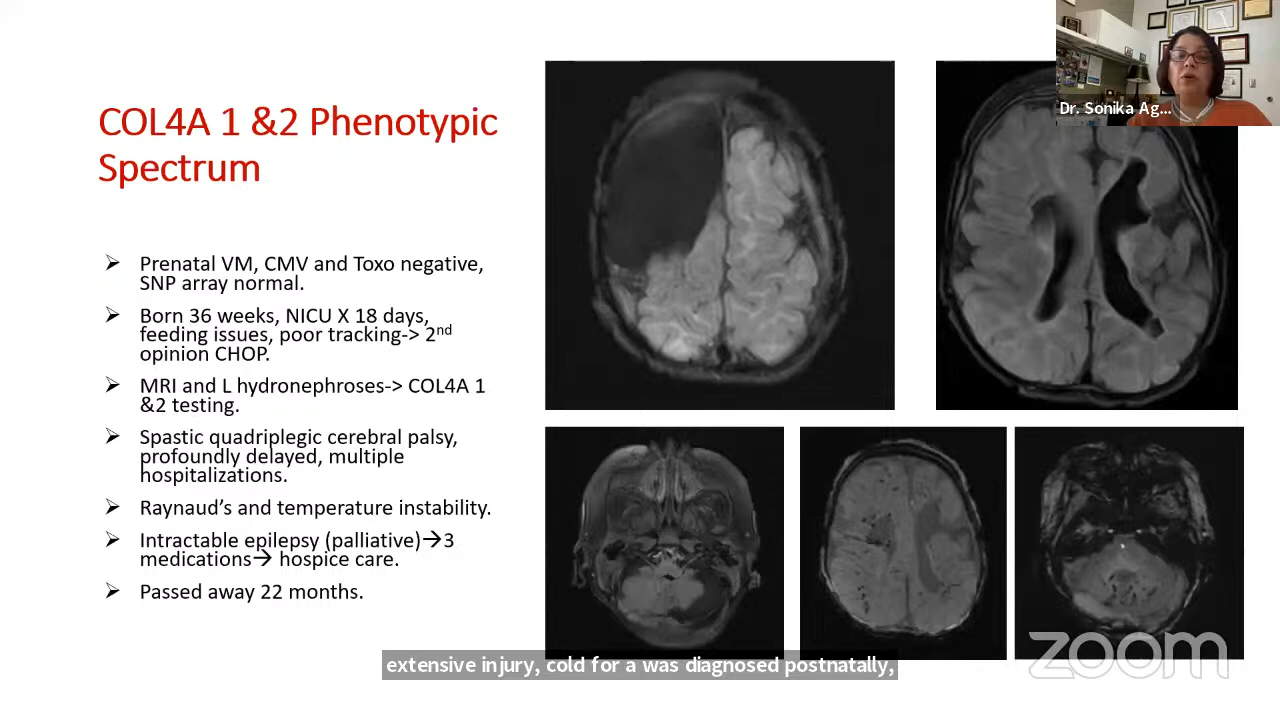 COL4A 1 &2 Phenotypic
Spectrum
➢ Prenatal VM, CMV and Toxo negative,
SNP array normal.
➢ Born 36 weeks, NICU X 18 days,
feeding issues, poor tracking-> 2nd
opinion CHOP.
➢ MRI and L hydronephroses-> COL4A 1
&2 testing.
➢ Spastic quadriplegic cerebral palsy,
profoundly delayed, multiple
hospitalizations.
➢ Raynaud's and temperature instability.
➢ Intractable epilepsy (palliative)→3
medications→ hospice care.
➢ Passed away 22 months.
Dr. Sonika Ag...
extensive injury, cold for a was diagnosed postnatally,
zoom